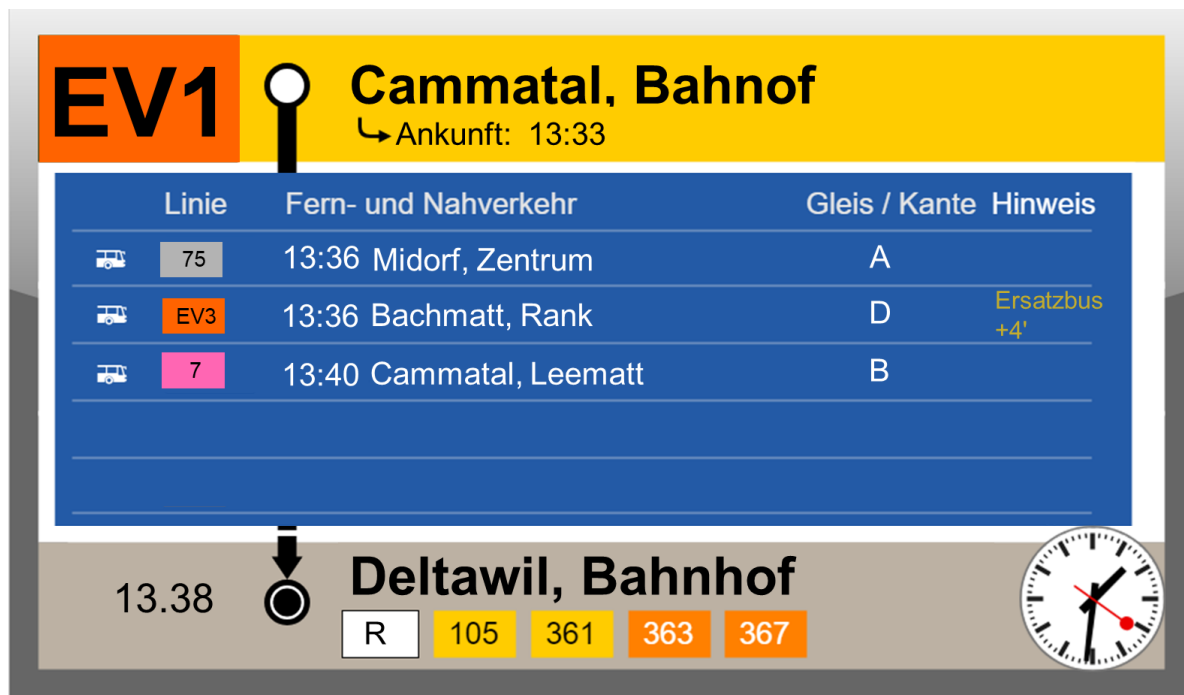 EV1 Cammatal, Bahnof
Ankunft: 13:33
Linie Fern- und Nahverkehr Gleis / Kante Hinweis
75 13:36 Midorf, Zentrum A
EV3 13:36 Bachmatt, Rank D Ersatzbus
+4'
7 13:40 Cammatal, Leematt B
13.38 Deltawil, Bahnhof
R 105 361 363 367